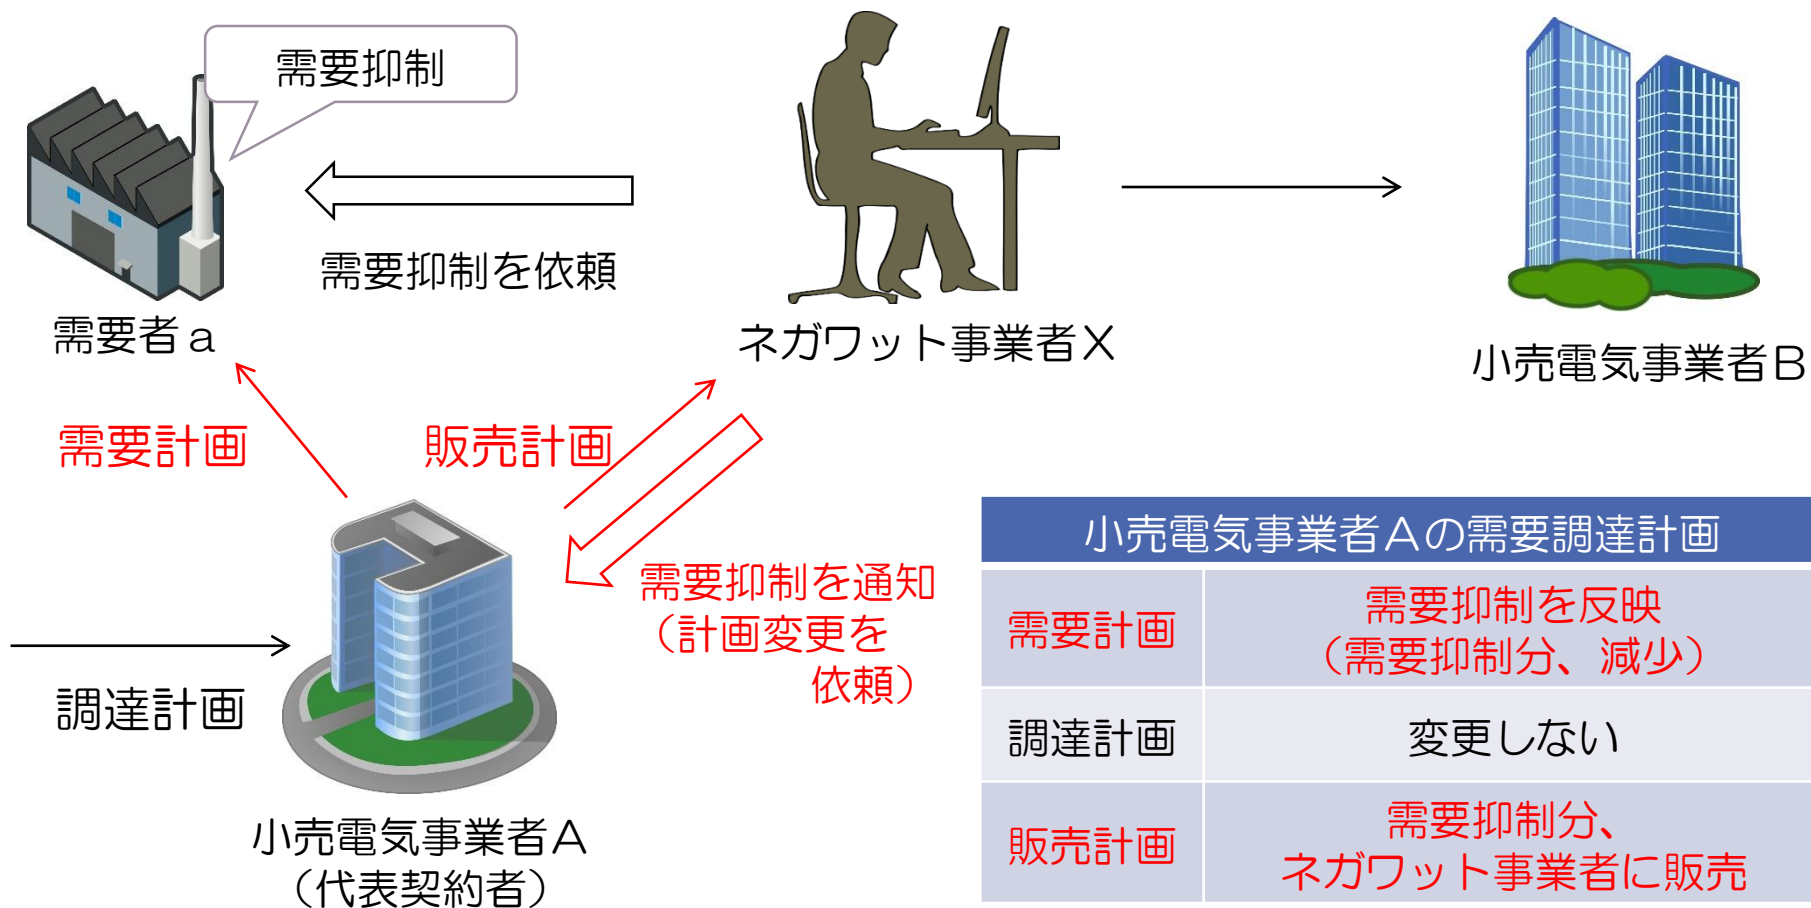 需要抑制
需要抑制を依頼
需要者a
ネガワット事業者X
小売電気事業者B
需要計画
販売計画
需要抑制を通知
（計画変更を
依頼）
調達計画
小売電気事業者A
（代表契約者）
小売電気事業者Aの需要調達計画
需要計画
需要抑制を反映
（需要抑制分、減少）
調達計画
変更しない
販売計画
需要抑制分、
ネガワット事業者に販売